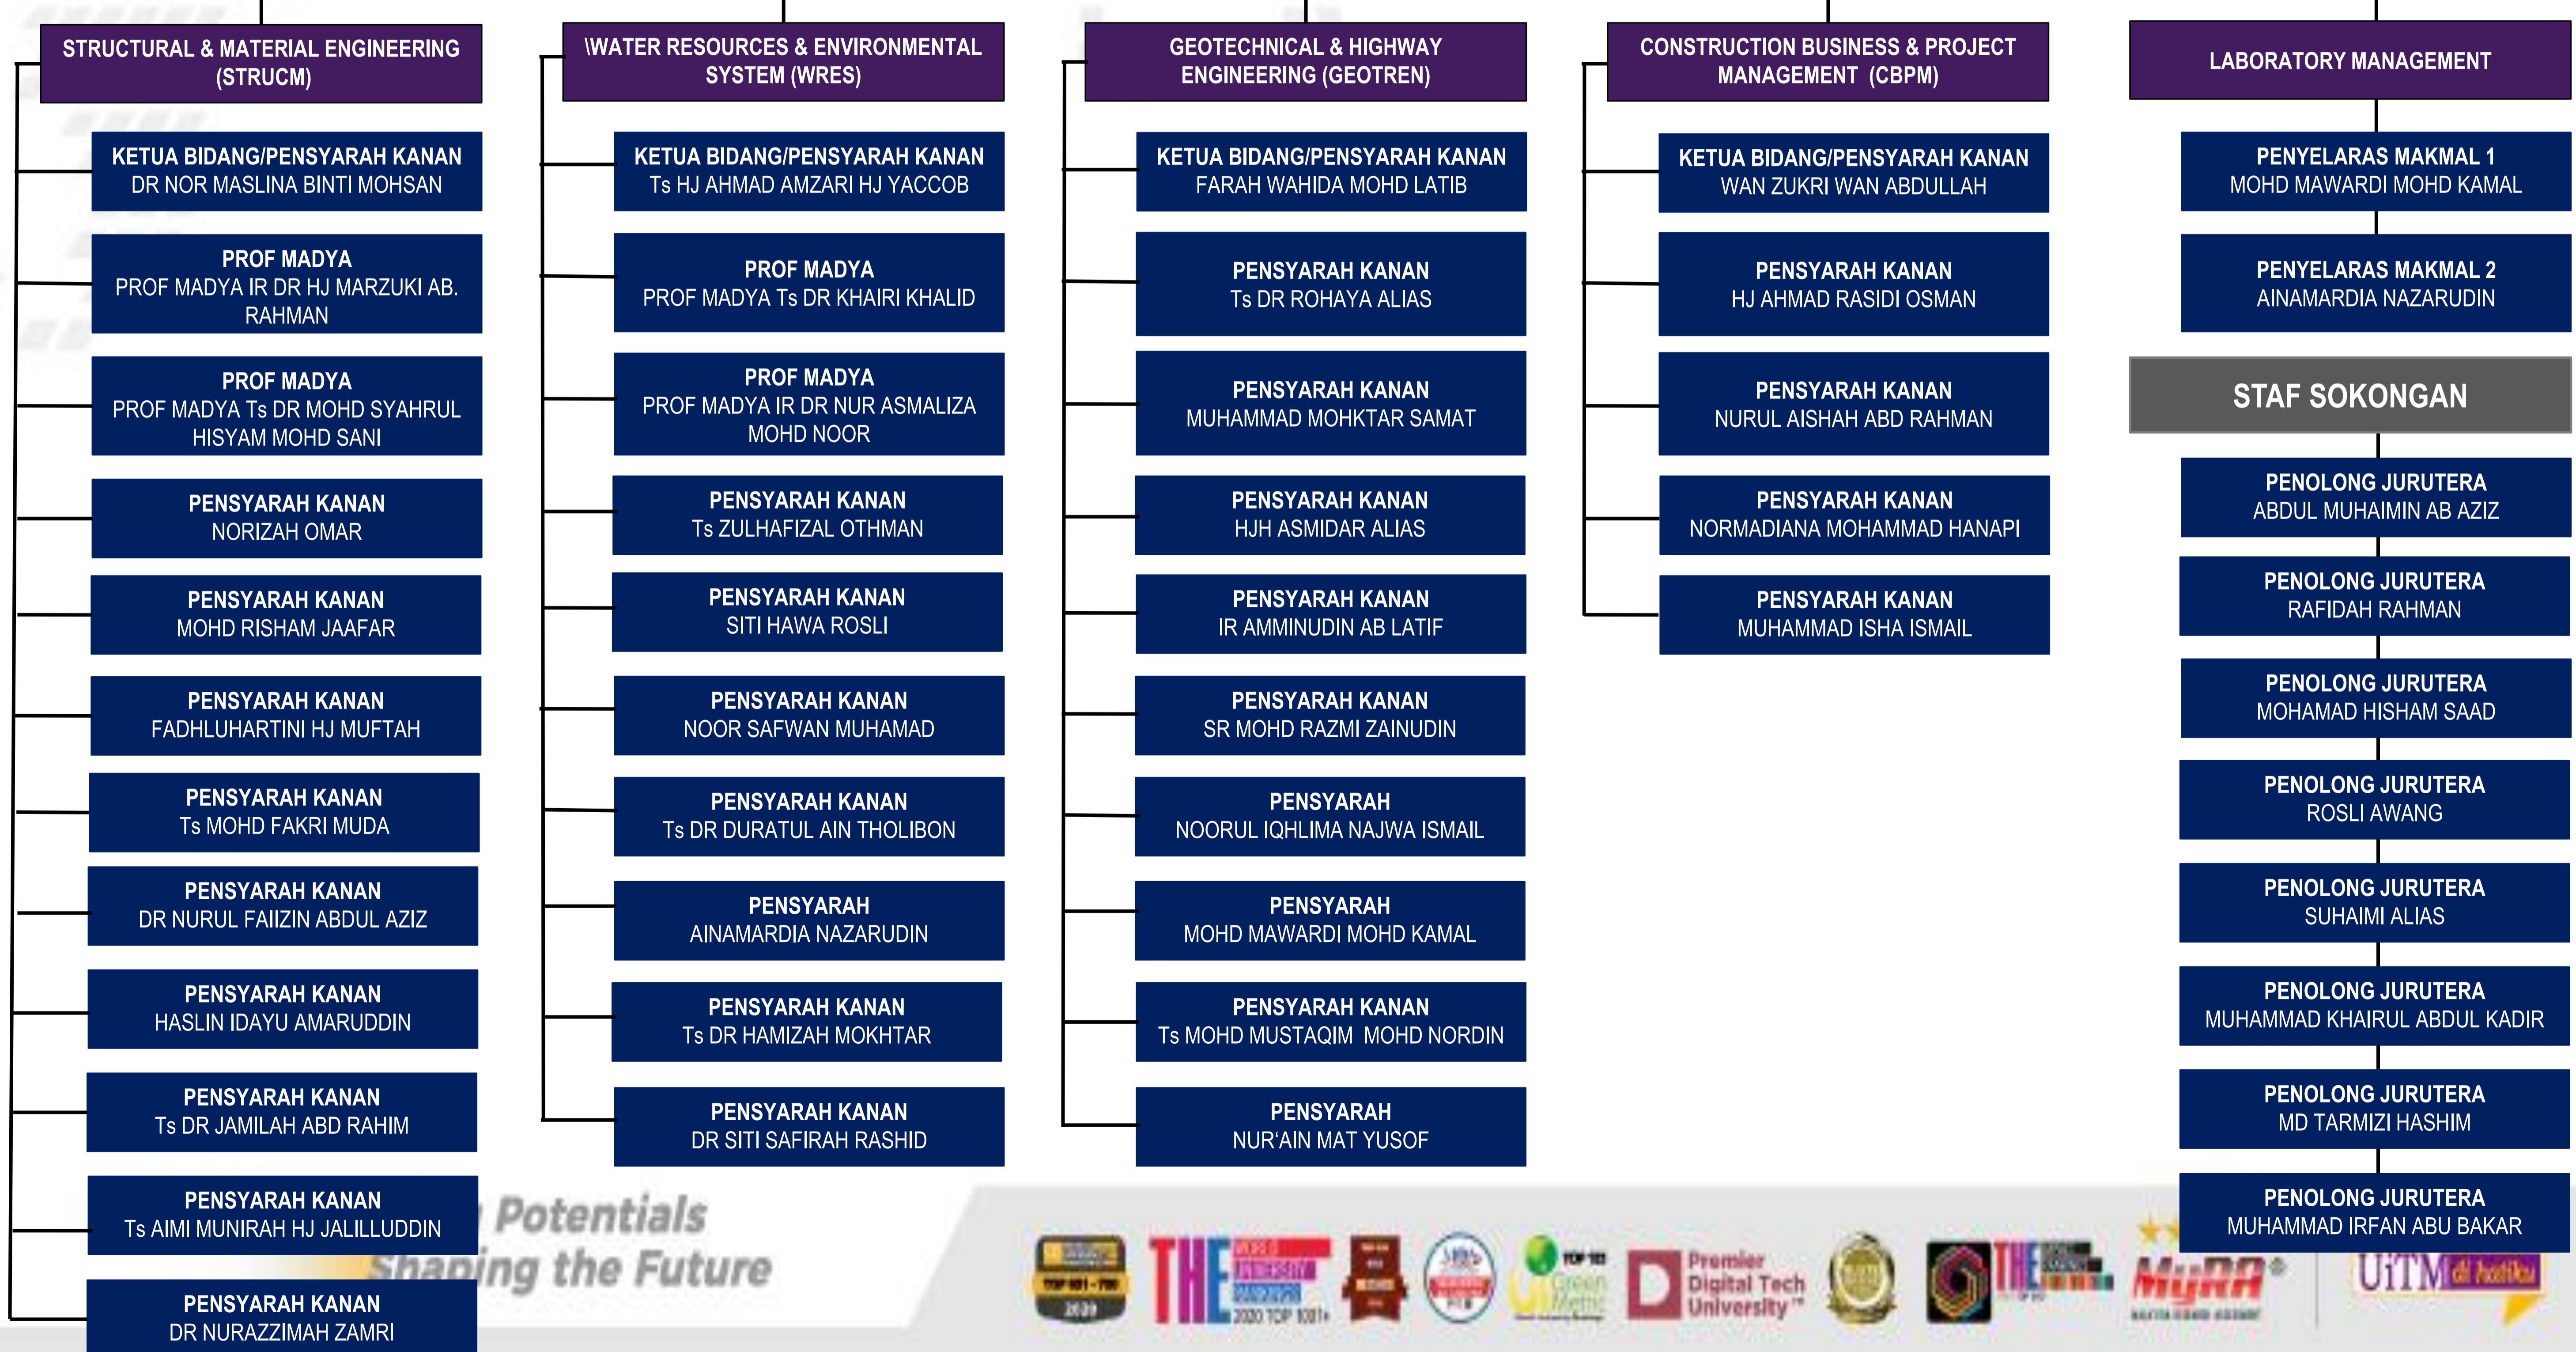 STRUCTURAL & MATERIAL ENGINEERING
(STRUCM)
KETUA BIDANG/PENSYARAH KANAN
DR NOR MASLINA BINTI MOHSAN
PROF MADYA
PROF MADYA IR DR HJ MARZUKI AB.
RAHMAN
PROF MADYA
PROF MADYA Ts DR MOHD SYAHRUL
HISYAM MOHD SANI
PENSYARAH KANAN
NORIZAH OMAR
PENSYARAH KANAN
MOHD RISHAM JAAFAR
PENSYARAH KANAN
FADHLUHARTINI HJ MUFTAH
PENSYARAH KANAN
Ts MOHD FAKRI MUDA
PENSYARAH KANAN
DR NURUL FAIIZIN ABDUL AZIZ
PENSYARAH KANAN
HASLIN IDAYU AMARUDDIN
PENSYARAH KANAN
Ts DR JAMILAH ABD RAHIM
PENSYARAH KANAN
Ts AIMI MUNIRAH HJ JALILLUDDIN
PENSYARAH KANAN
DR NURAZZIMAH ZAMRI
\WATER RESOURCES & ENVIRONMENTAL
SYSTEM (WRES)
KETUA BIDANG/PENSYARAH KANAN
Ts HJ AHMAD AMZARI HJ YACCOB
PROF MADYA
PROF MADYA Ts DR KHAIRI KHALID
PROF MADYA
PROF MADYA IR DR NUR ASMALIZA
MOHD NOOR
PENSYARAH KANAN
Ts ZULHAFIZAL OTHMAN
PENSYARAH KANAN
SITI HAWA ROSLI
PENSYARAH KANAN
NOOR SAFWAN MUHAMAD
PENSYARAH KANAN
Ts DR DURATUL AIN THOLIBON
PENSYARAH
AINAMARDIA NAZARUDIN
PENSYARAH KANAN
Ts DR HAMIZAH MOKHTAR
PENSYARAH KANAN
DR SITI SAFIRAH RASHID
GEOTECHNICAL & HIGHWAY
ENGINEERING (GEOTREN)
KETUA BIDANG/PENSYARAH KANAN
FARAH WAHIDA MOHD LATIB
PENSYARAH KANAN
Ts DR ROHAYA ALIAS
PENSYARAH KANAN
MUHAMMAD MOHKTAR SAMAT
PENSYARAH KANAN
HJH ASMIDAR ALIAS
PENSYARAH KANAN
IR AMMINUDIN AB LATIF
PENSYARAH KANAN
SR MOHD RAZMI ZAINUDIN
PENSYARAH
NOORUL IQHLIMA NAJWA ISMAIL
PENSYARAH
MOHD MAWARDI MOHD KAMAL
PENSYARAH KANAN
Ts MOHD MUSTAQIM MOHD NORDIN
PENSYARAH
NUR‘AIN MAT YUSOF
CONSTRUCTION BUSINESS & PROJECT
MANAGEMENT (CBPM)
KETUA BIDANG/PENSYARAH KANAN
WAN ZUKRI WAN ABDULLAH
PENSYARAH KANAN
HJ AHMAD RASIDI OSMAN
PENSYARAH KANAN
NURUL AISHAH ABD RAHMAN
PENSYARAH KANAN
NORMADIANA MOHAMMAD HANAPI
PENSYARAH KANAN
MUHAMMAD ISHA ISMAIL
LABORATORY MANAGEMENT
PENYELARAS MAKMAL 1
MOHD MAWARDI MOHD KAMAL
PENYELARAS MAKMAL 2
AINAMARDIA NAZARUDIN
STAF SOKONGAN
PENOLONG JURUTERA
ABDUL MUHAIMIN AB AZIZ
PENOLONG JURUTERA
RAFIDAH RAHMAN
PENOLONG JURUTERA
MOHAMAD HISHAM SAAD
PENOLONG JURUTERA
ROSLI AWANG
PENOLONG JURUTERA
SUHAIMI ALIAS
PENOLONG JURUTERA
MUHAMMAD KHAIRUL ABDUL KADIR
PENOLONG JURUTERA
MD TARMIZI HASHIM
PENOLONG JURUTERA
MUHAMMAD IRFAN ABU BAKAR
Potentials
Shaping the Future
2020
THE
WORLD
UNIVERSITY
RANKINGS
2020 TOP 1001+
Green
Metric
Premier
Digital Tech
University™
THE
MyRA®
UiTM di hatiku